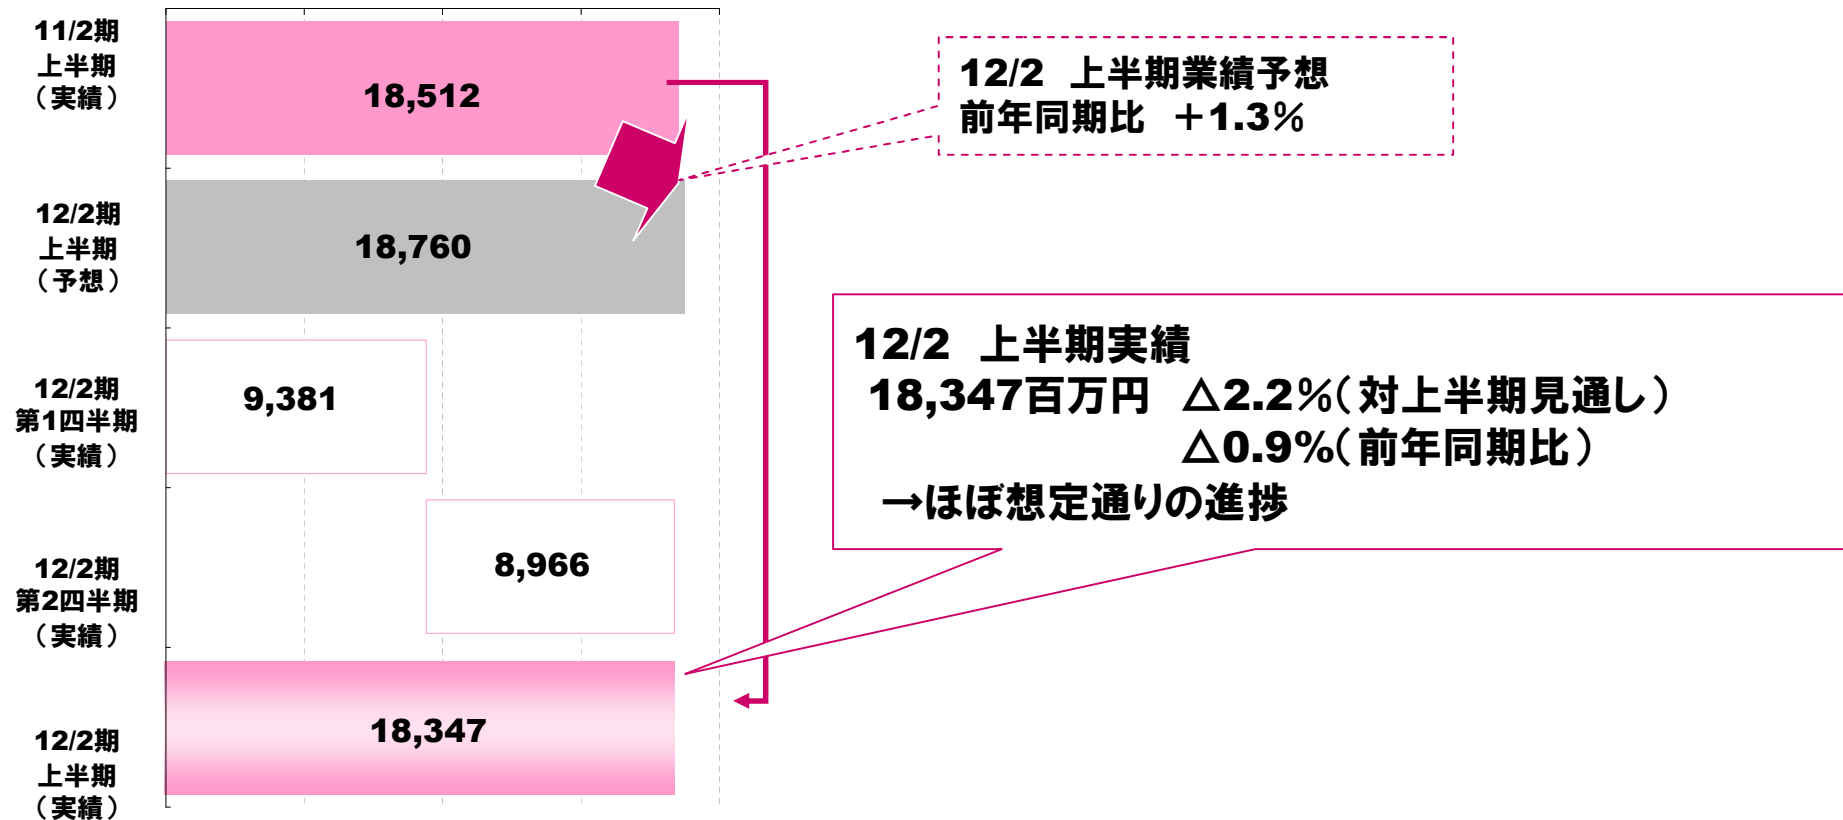 11/2期
上半期
（実績）
18,512
12/2　上半期業績予想
前年同期比　＋1.3％
12/2期
上半期
（予想）
18,760
12/2　上半期実績
18,347百万円　△2.2％（対上半期見通し）
△0.9%（前年同期比）
→ほぼ想定通りの進捗
12/2期
第1四半期
（実績）
9,381
12/2期
第2四半期
（実績）
8,966
12/2期
上半期
（実績）
18,347